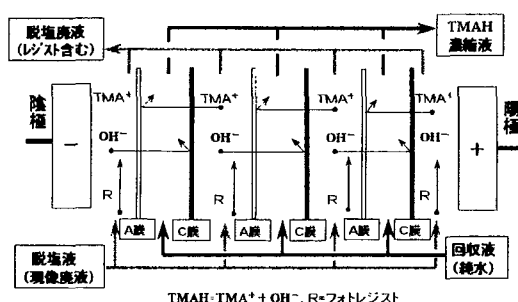 脱塩廃液
(レジスト含む)
TMAH
濃縮液
陰極
陽極
TMA⁺ TMA⁺ TMA⁺
OH⁻ OH⁻ OH⁻ OH⁻
− +
R R R
A膜 C膜 A膜 C膜 A膜 C膜
脱塩液
(現像廃液)
回収液
(純水)
TMAH=TMA⁺+OH⁻, R=フォトレジスト